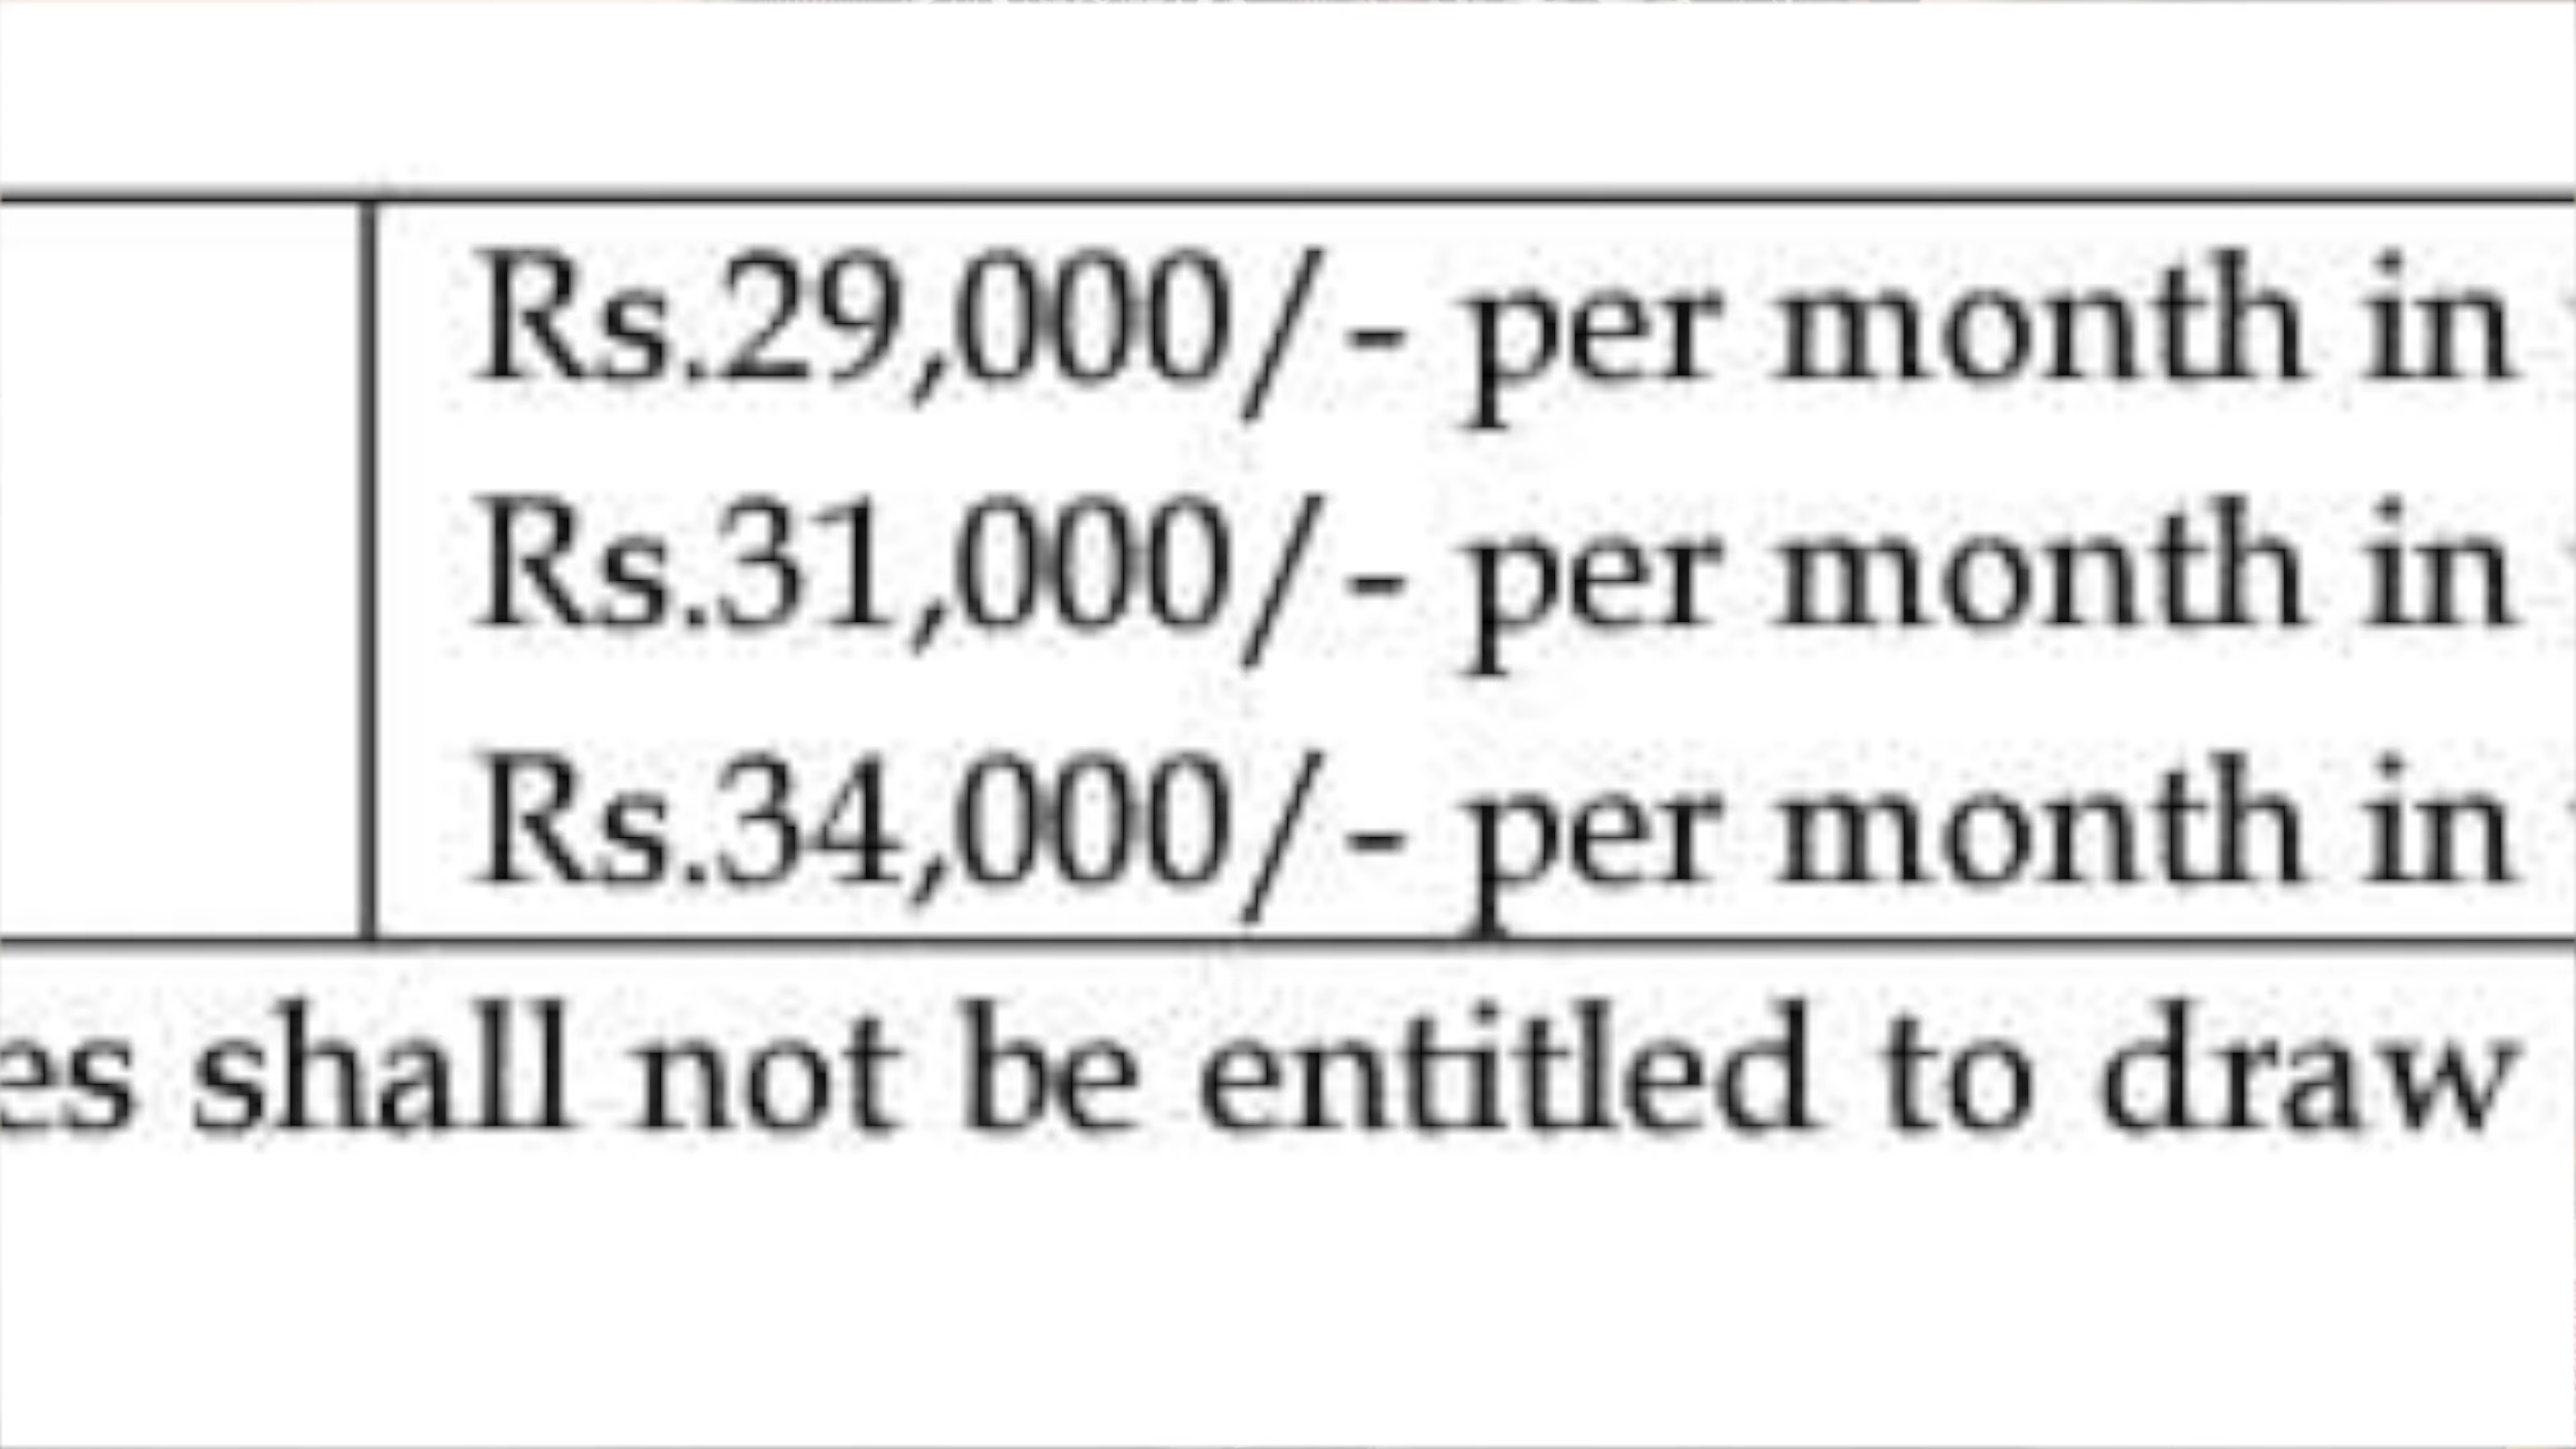 Rs.29,000/- per month in
Rs.31,000/- per month in
Rs.34,000/- per month in
es shall not be entitled to draw